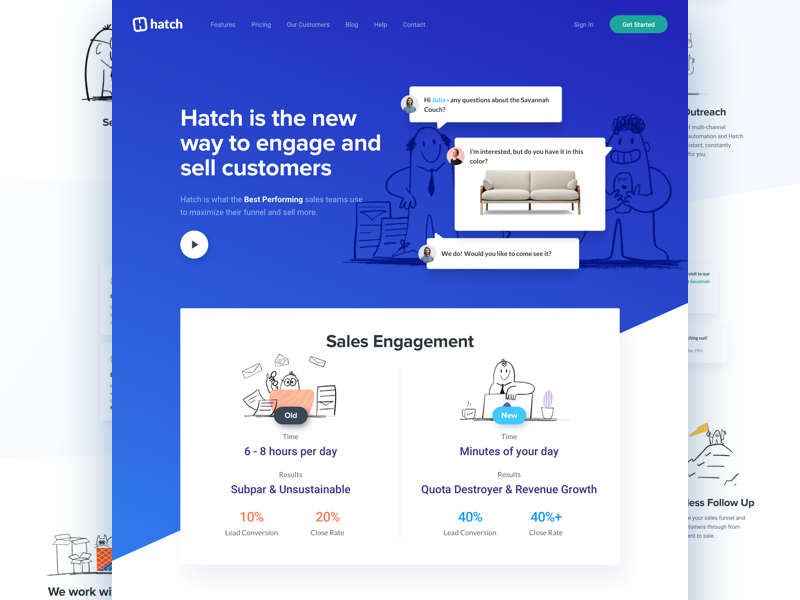 hatch
Features Pricing Our Customers Blog Help Contact
Sign In Get Started
Hatch is the new
way to engage and
sell customers
Hatch is what the Best Performing sales teams use
to maximize their funnel and sell more.
Hi Julia - any questions about the Savannah
Couch?
I'm interested, but do you have it in this
color?
We do! Would you like to come see it?
Sales Engagement
Old
Time
6 - 8 hours per day
Results
Subpar & Unsustainable
10% 20%
Lead Conversion Close Rate
New
Time
Minutes of your day
Results
Quota Destroyer & Revenue Growth
40% 40%+
Lead Conversion Close Rate
Se
We work wi
Outreach
of multi-channel
automation and Hatch
istant, constantly
for you.
visit to our
Savannah
ching out!
less Follow Up
e your sales funnel and
tomers through from
ent to sale.